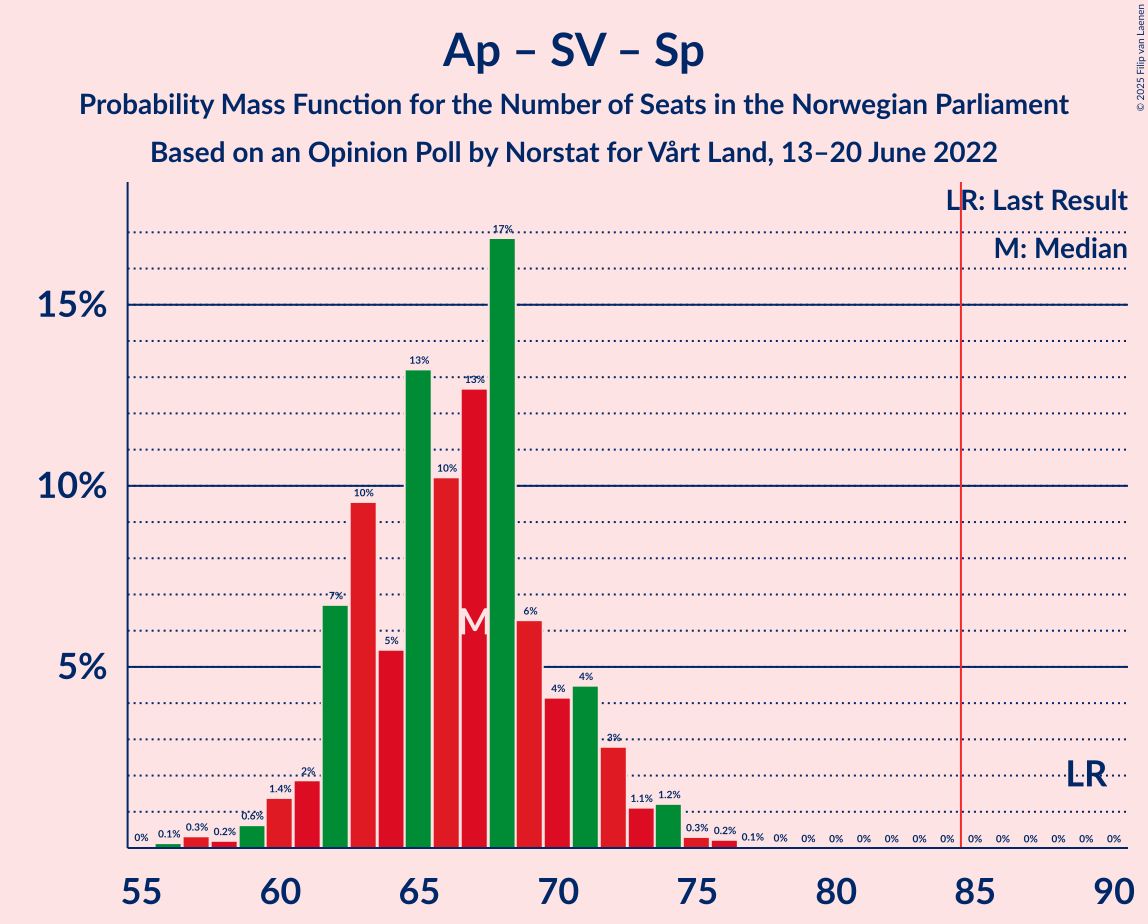 Ap – SV – Sp
Probability Mass Function for the Number of Seats in the Norwegian Parliament
Based on an Opinion Poll by Norstat for Vårt Land, 13–20 June 2022
© 2025 Filip van Laenen
LR: Last Result
M: Median
15%
10%
5%
0% 0.1% 0.3% 0.2% 0.6% 1.4% 2% 7% 10% 5% 13% 10% 13% 17% 6% 4% 4% 3% 1.1% 1.2% 0.3% 0.2% 0.1% 0% 0% 0% 0% 0% 0% 0% 0% 0% 0% 0% 0% 0%
M
LR
55 60 65 70 75 80 85 90